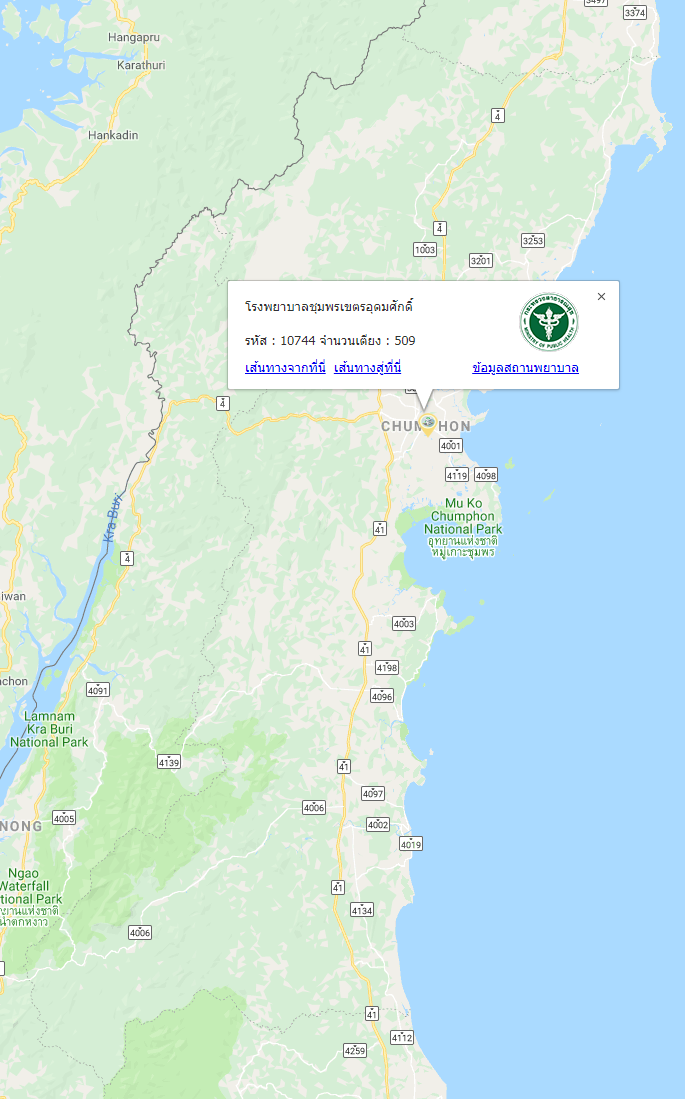 3497
3374
Hangapru
Karathuri
4
Hankadin
4
3253
1003
3201
โรงพยาบาลชุมพรเขตรอุดมศักดิ์
กระทรวงสาธารณสุข
MINISTRY OF PUBLIC HEALTH
รหัส : 10744 จำนวนเตียง : 509
เส้นทางจากที่นี่ เส้นทางสู่ที่นี่ ข้อมูลสถานพยาบาล
4
CHUM HON
4001
4119
4098
Kra Buri
Mu Ko
Chumphon
National Park
อุทยานแห่งชาติ
หมู่เกาะชุมพร
41
4
iwan
4003
41
4198
achon
4091
4096
Lamnam
Kra Buri
National Park
4139
41
4097
4006
4005
4002
NONG
4019
Ngao
Waterfall
tional Park
ทยานแห่งชาติ
น้ำตกหงาว
41
4134
4006
41
4112
4259